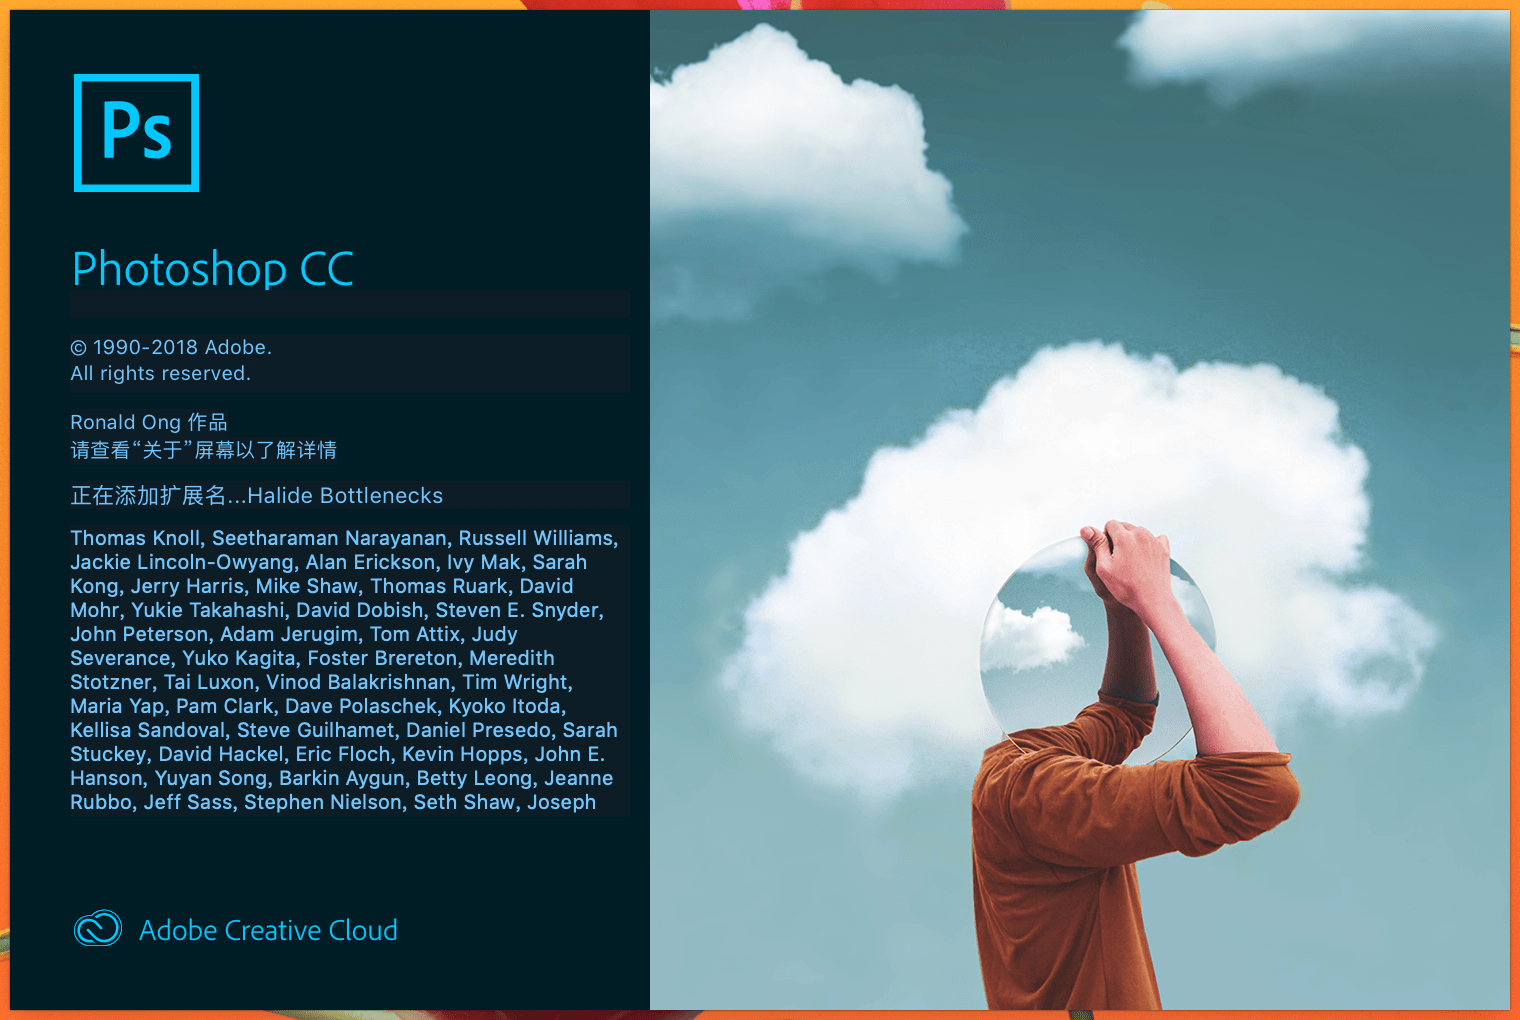 Ps
Photoshop CC
© 1990-2018 Adobe.
All rights reserved.
Ronald Ong 作品
请查看“关于”屏幕以了解详情
正在添加扩展名...Halide Bottlenecks
Thomas Knoll, Seetharaman Narayanan, Russell Williams,
Jackie Lincoln-Owyang, Alan Erickson, Ivy Mak, Sarah
Kong, Jerry Harris, Mike Shaw, Thomas Ruark, David
Mohr, Yukie Takahashi, David Dobish, Steven E. Snyder,
John Peterson, Adam Jerugim, Tom Attix, Judy
Severance, Yuko Kagita, Foster Brereton, Meredith
Stotzner, Tai Luxon, Vinod Balakrishnan, Tim Wright,
Maria Yap, Pam Clark, Dave Polaschek, Kyoko Itoda,
Kellisa Sandoval, Steve Guilhamet, Daniel Presedo, Sarah
Stuckey, David Hackel, Eric Floch, Kevin Hopps, John E.
Hanson, Yuyan Song, Barkin Aygun, Betty Leong, Jeanne
Rubbo, Jeff Sass, Stephen Nielson, Seth Shaw, Joseph
Adobe Creative Cloud